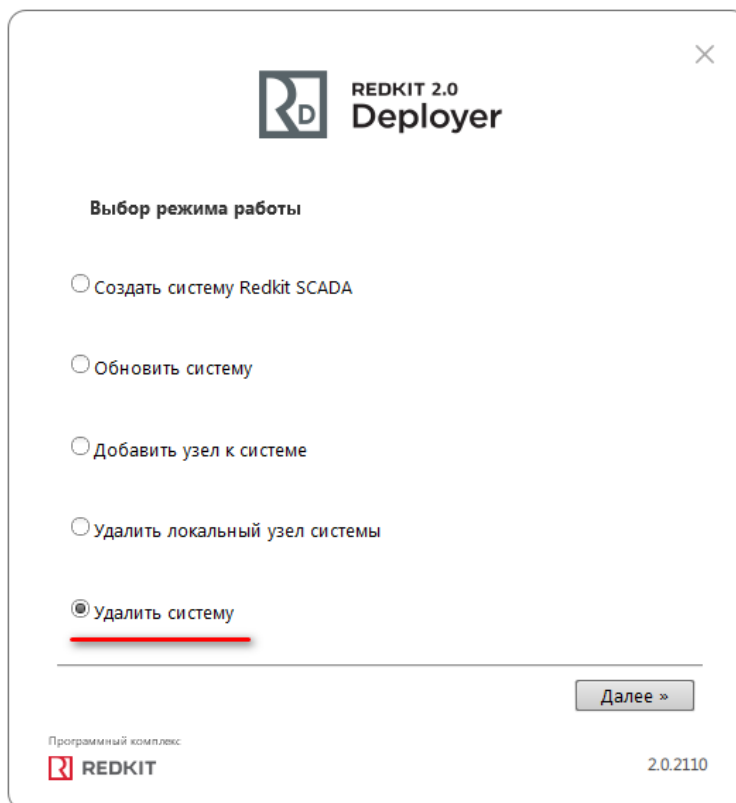 REDKIT 2.0
Deployer
Выбор режима работы
Создать систему Redkit SCADA
Обновить систему
Добавить узел к системе
Удалить локальный узел системы
Удалить систему
Далее »
Программный комплекс
REDKIT
2.0.2110